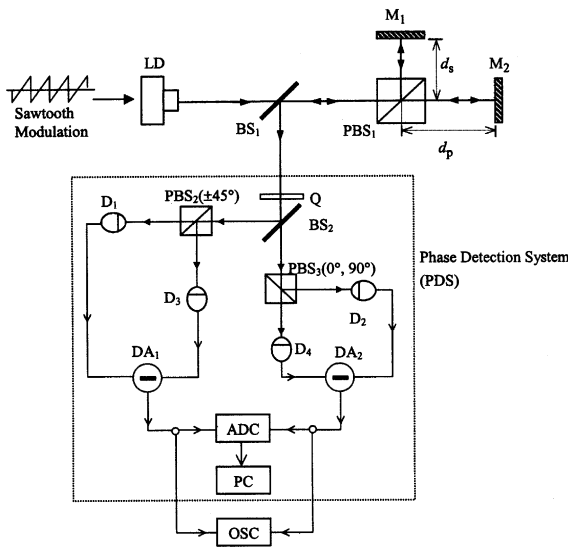 M₁
LD
dₛ
M₂
Sawtooth
Modulation
BS₁
PBS₁
dₚ
Q
D₁
PBS₂(±45°)
BS₂
Phase Detection System
(PDS)
PBS₃(0°, 90°)
D₃
D₂
D₄
DA₁
DA₂
ADC
PC
OSC